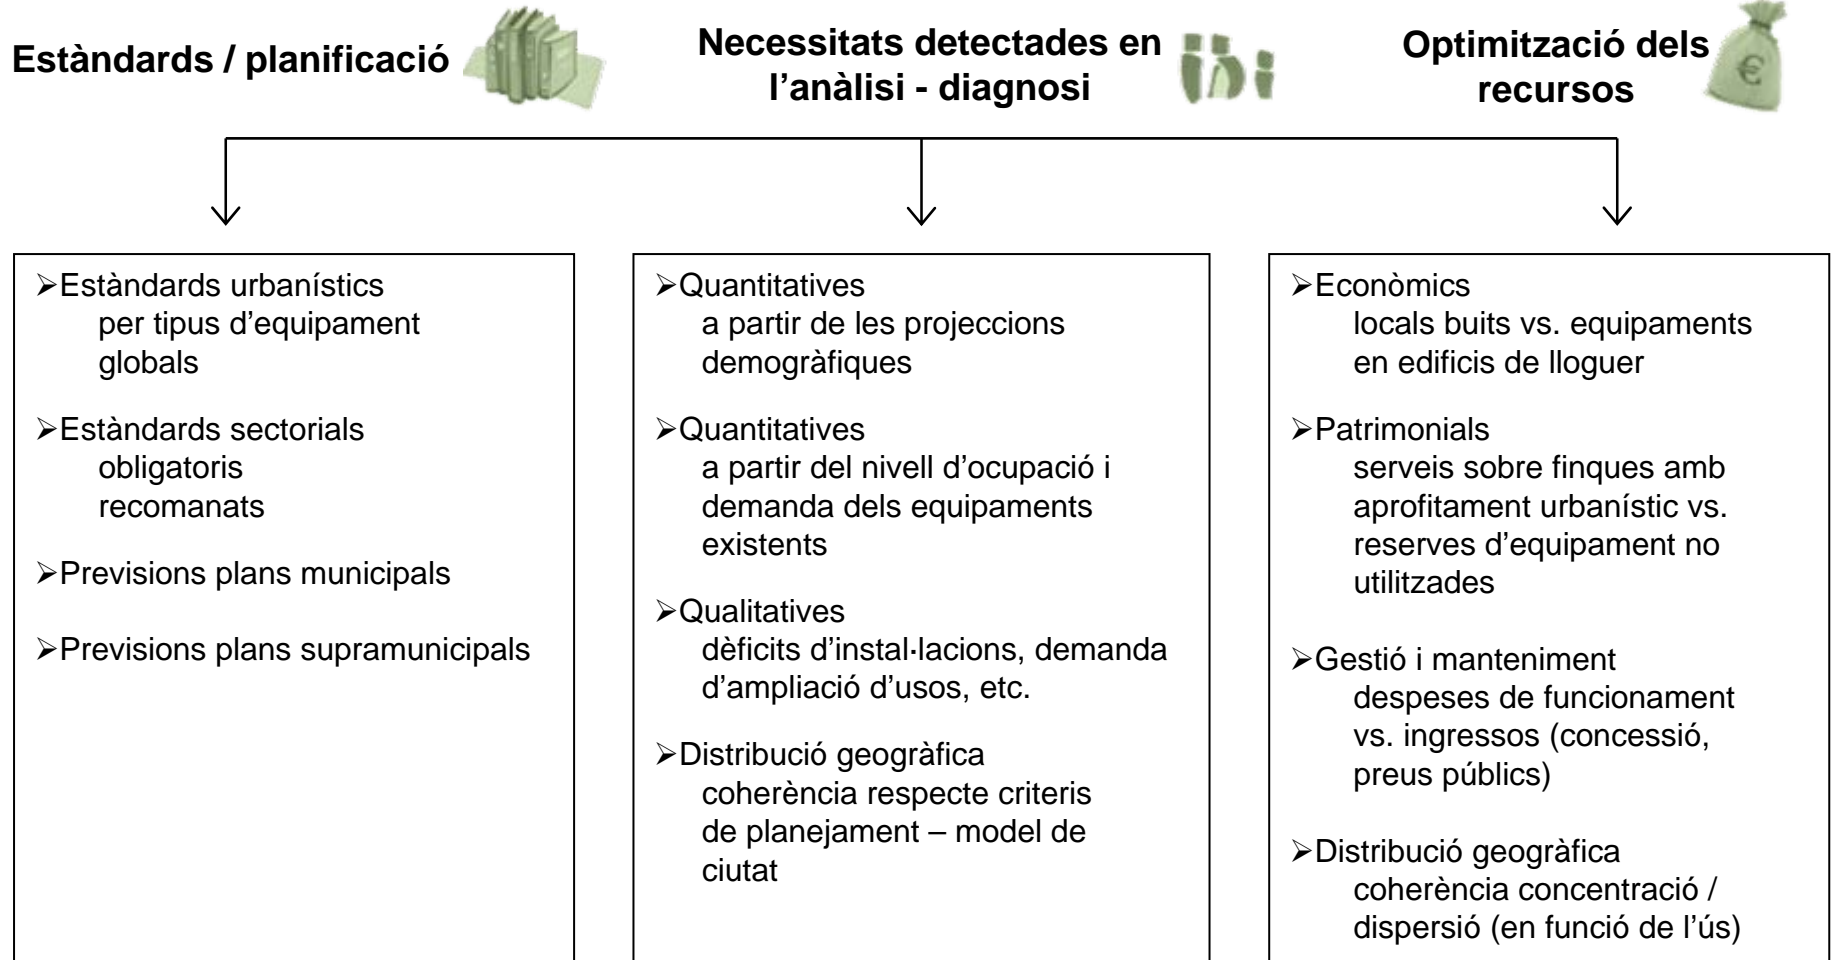 Estàndards / planificació
Necessitats detectades en
l’anàlisi - diagnosi
Optimització dels
recursos
€
➢Estàndards urbanístics
per tipus d’equipament
globals
➢Estàndards sectorials
obligatoris
recomanats
➢Previsions plans municipals
➢Previsions plans supramunicipals
➢Quantitatives
a partir de les projeccions
demogràfiques
➢Quantitatives
a partir del nivell d’ocupació i
demanda dels equipaments
existents
➢Qualitatives
dèficits d’instal·lacions, demanda
d’ampliació d’usos, etc.
➢Distribució geogràfica
coherència respecte criteris
de planejament – model de
ciutat
➢Econòmics
locals buits vs. equipaments
en edificis de lloguer
➢Patrimonials
serveis sobre finques amb
aprofitament urbanístic vs.
reserves d’equipament no
utilitzades
➢Gestió i manteniment
despeses de funcionament
vs. ingressos (concessió,
preus públics)
➢Distribució geogràfica
coherència concentració /
dispersió (en funció de l’ús)